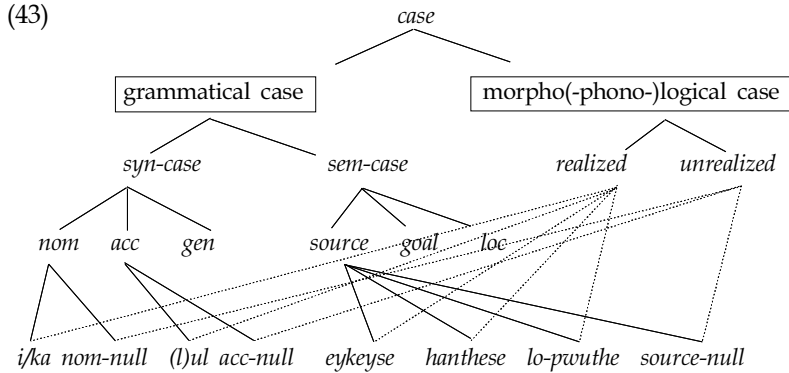 (43)
case
grammatical case morpho(-phono-)logical case
syn-case sem-case realized unrealized
nom acc gen source goal loc
i/ka nom-null (l)ul acc-null eykeyse hanthese lo-pwuthe source-null